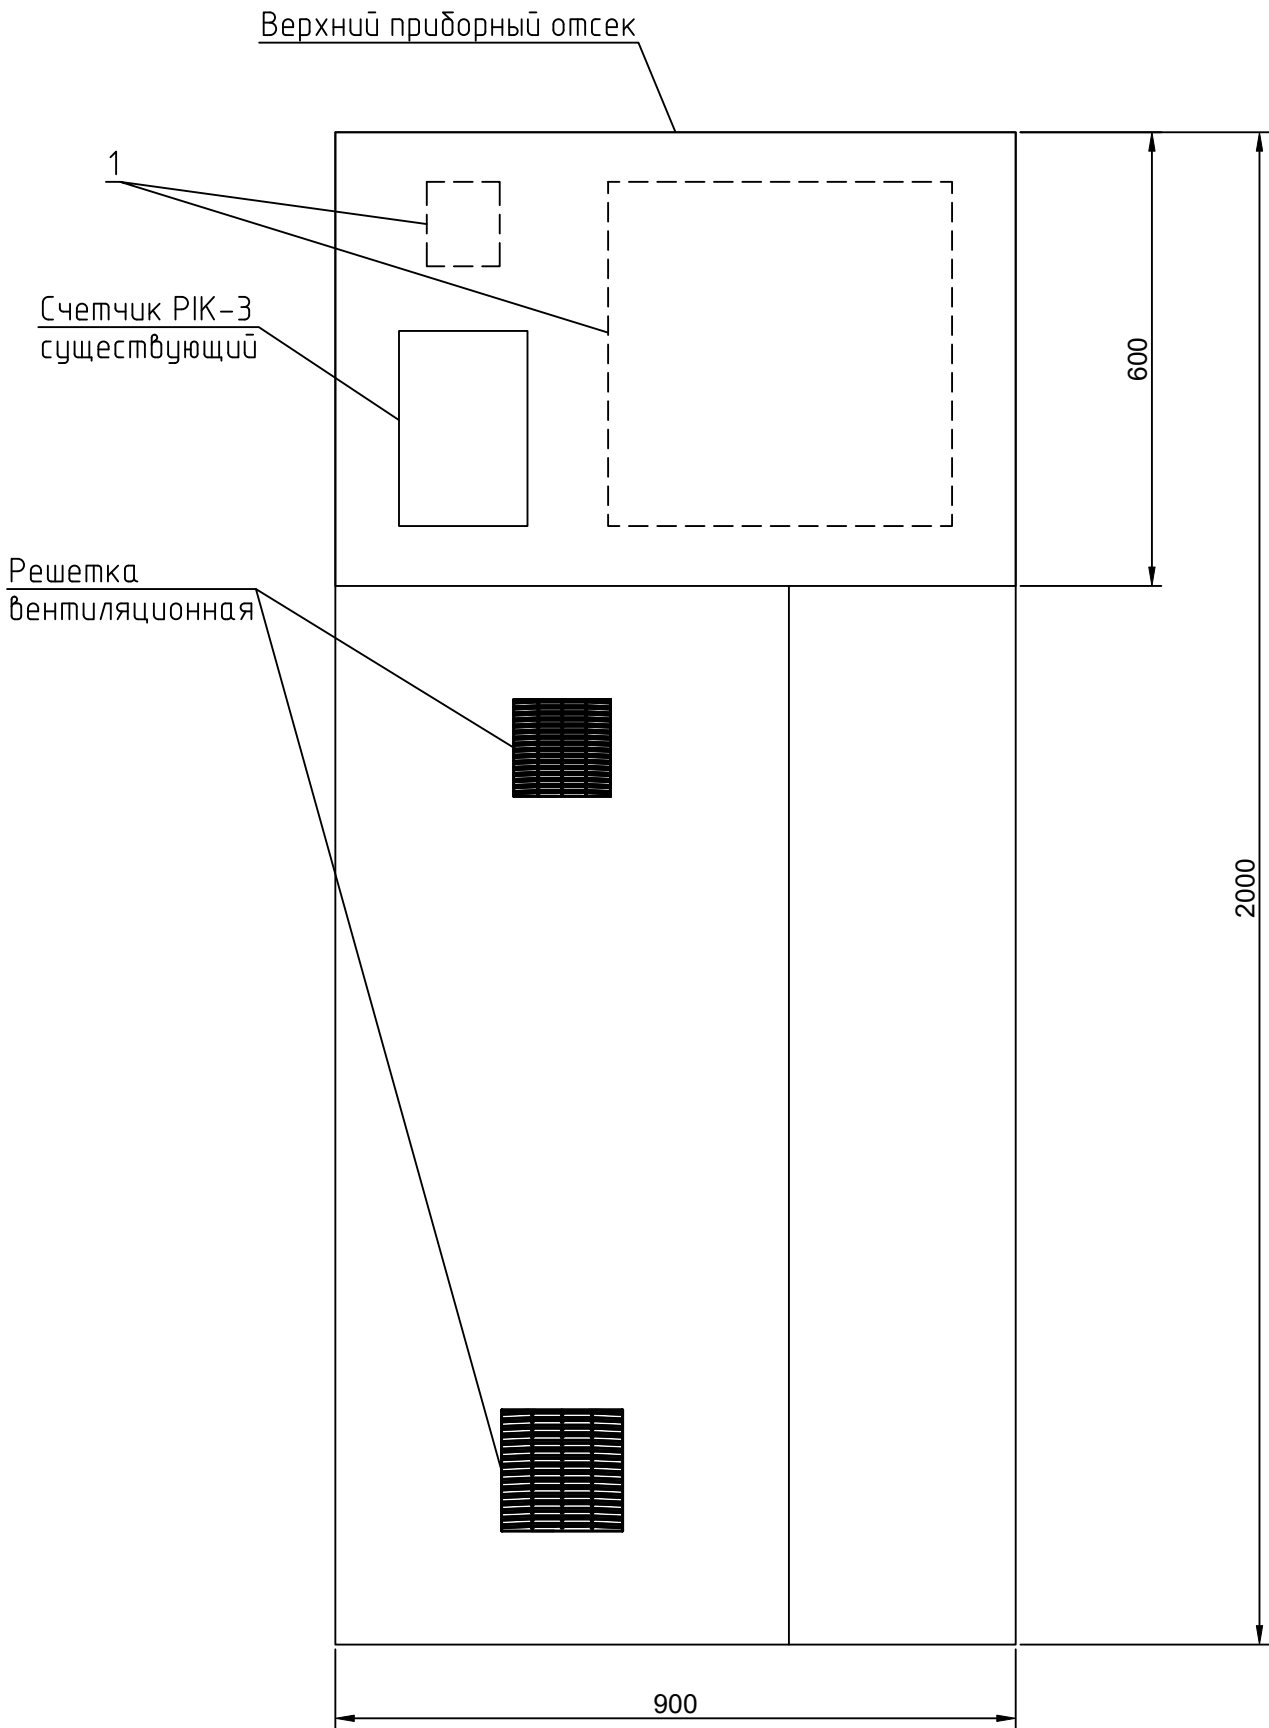 Верхний приборный отсек
1
Счетчик PIK-3
существующий
600
Решетка
вентиляционная
2000
900